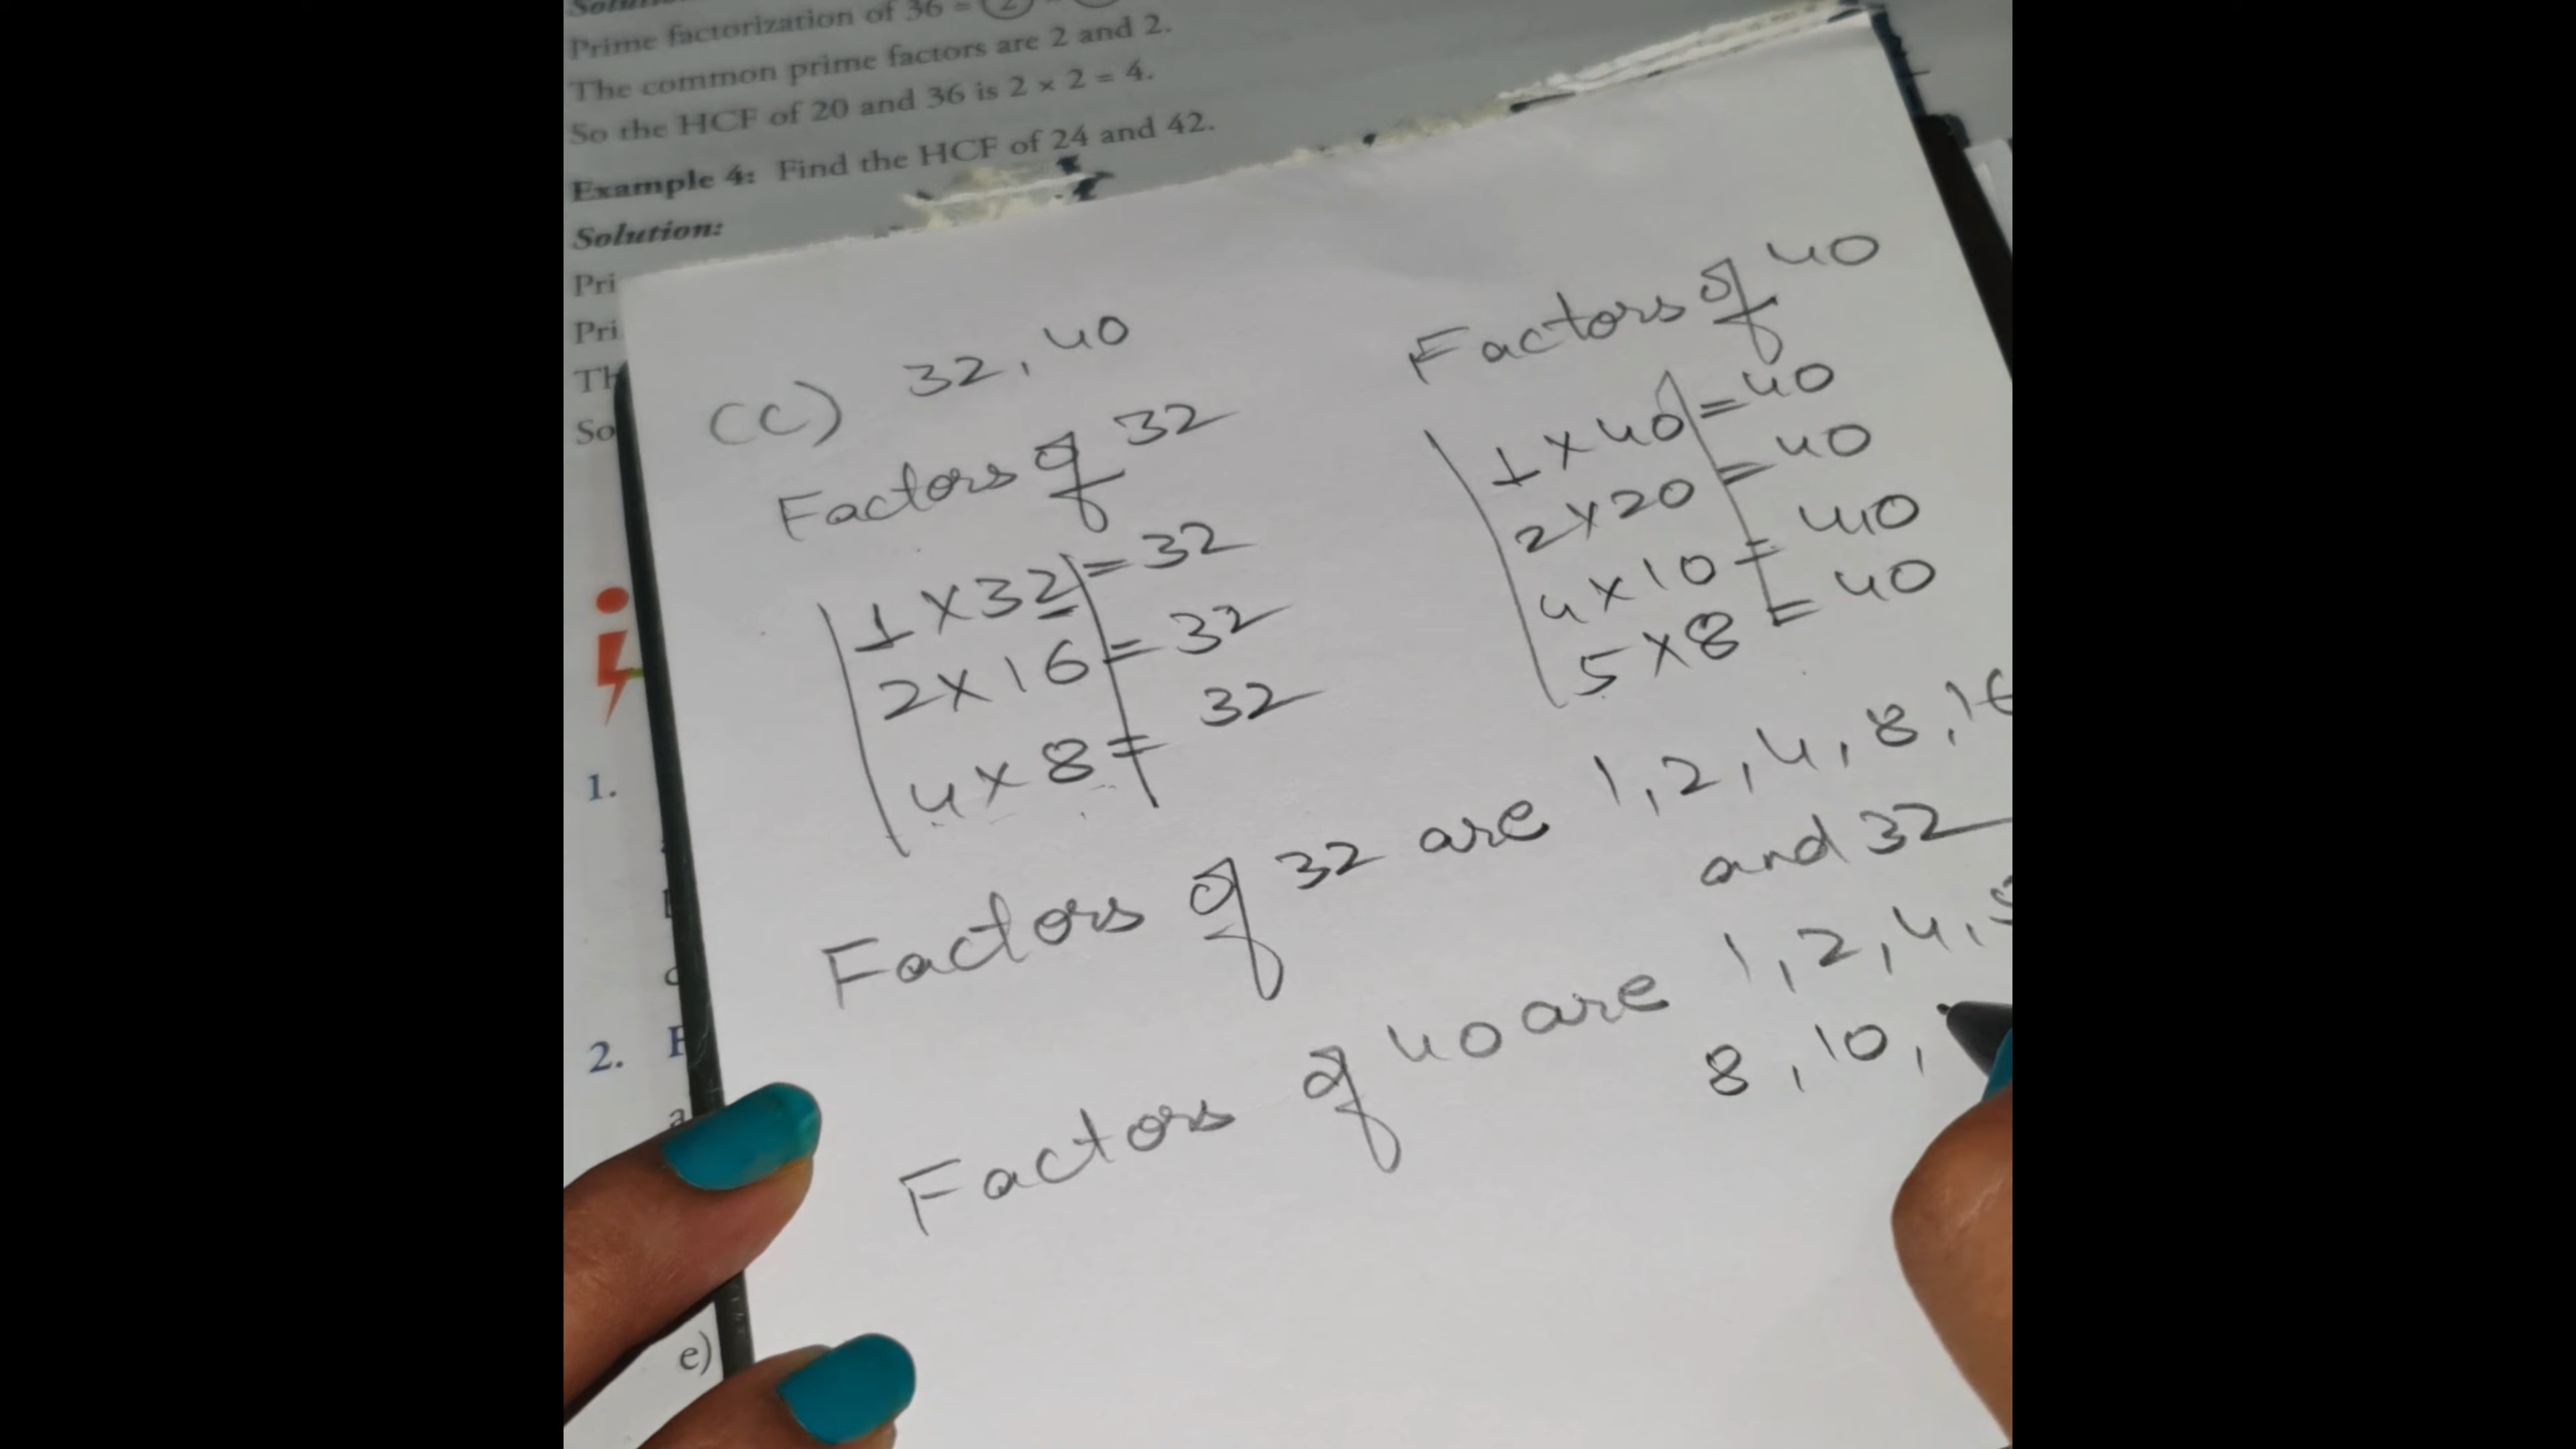 Prime factorization of 36 = 2
The common prime factors are 2 and 2.
So the HCF of 20 and 36 is 2 × 2 = 4.
Example 4: Find the HCF of 24 and 42.
Solution:
Pri
Pri
Th
So
1.
2.
a
e)
(C) 32, 40
Factors of 32
1 × 32 = 32
2 × 16 = 32
4 × 8 = 32
Factors of 40
1 × 40 = 40
2 × 20 = 40
4 × 10 = 40
5 × 8 = 40
Factors of 32 are 1, 2, 4, 8, 16
and 32
Factors of 40 are 1, 2, 4,
8, 10,